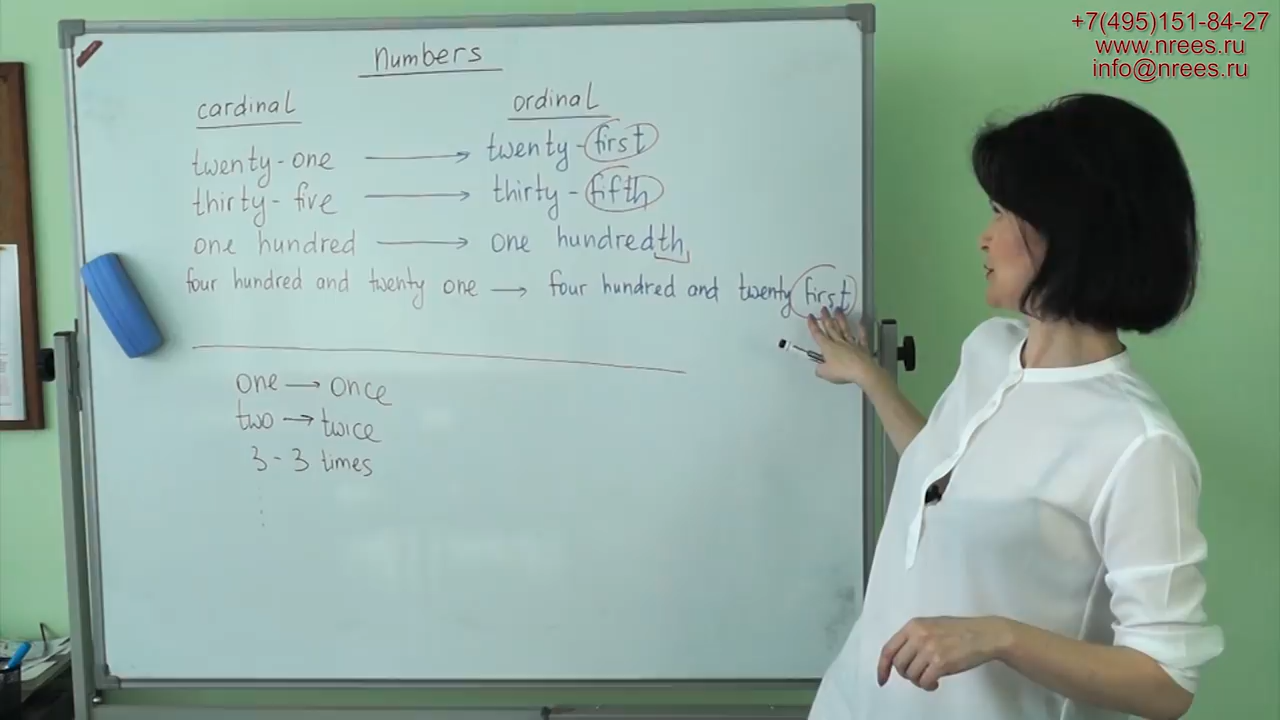 +7(495)151-84-27
www.nrees.ru
info@nrees.ru
Numbers
cardinal ordinal
twenty-one → twenty-first
thirty-five → thirty-fifth
one hundred → one hundredth
four hundred and twenty one → four hundred and twenty first
one → once
two → twice
3 - 3 times